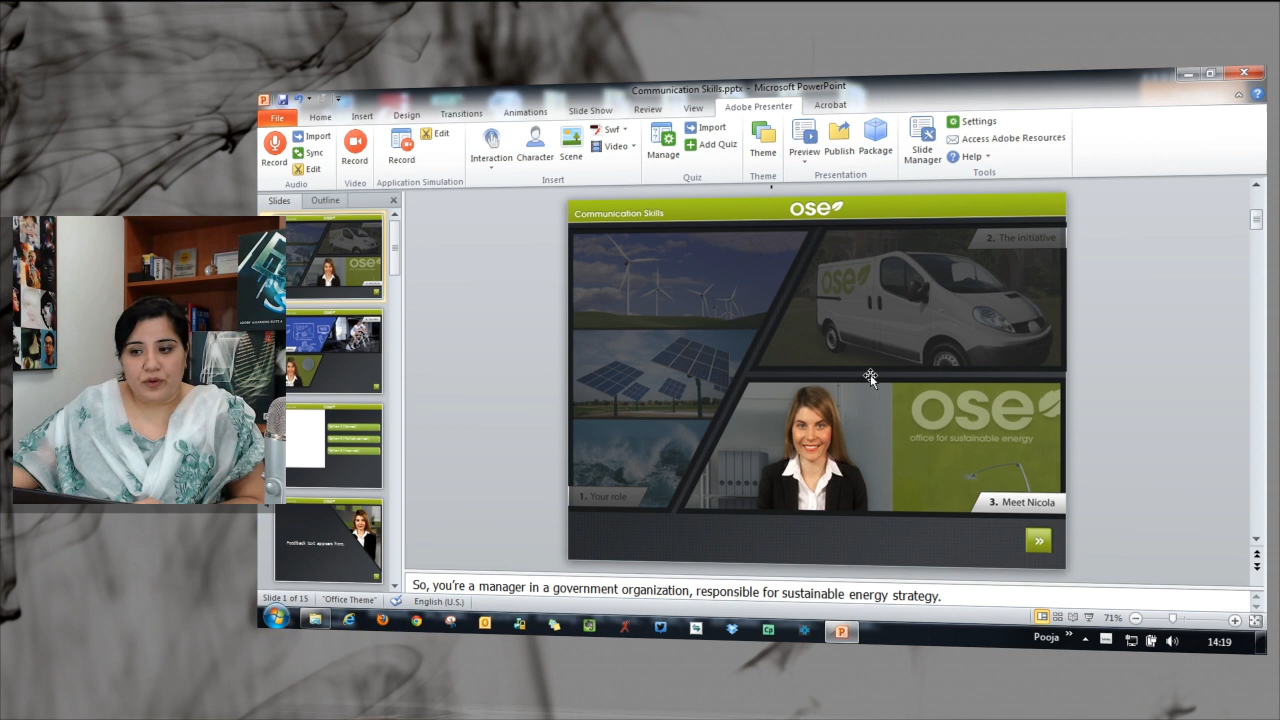 Communication Skills.pptx - Microsoft PowerPoint
File
Home
Insert
Design
Transitions
Animations
Slide Show
Review
View
Adobe Presenter
Acrobat
Record
Import
Sync
Edit
Audio
Record
Video
Record
Edit
Application Simulation
Interaction
Character
Scene
Swf
Video
Insert
Manage
Import
Add Quiz
Quiz
Theme
Theme
Preview
Publish
Package
Presentation
Slide
Manager
Settings
Access Adobe Resources
Help
Tools
Slides
Outline
Communication Skills
ose
2. The initiative
ose
1. Your role
ose
office for sustainable energy
3. Meet Nicola
Feedback text appears here.
So, you're a manager in a government organization, responsible for sustainable energy strategy.
Slide 1 of 15
"Office Theme"
English (U.S.)
71%
Pooja
14:19